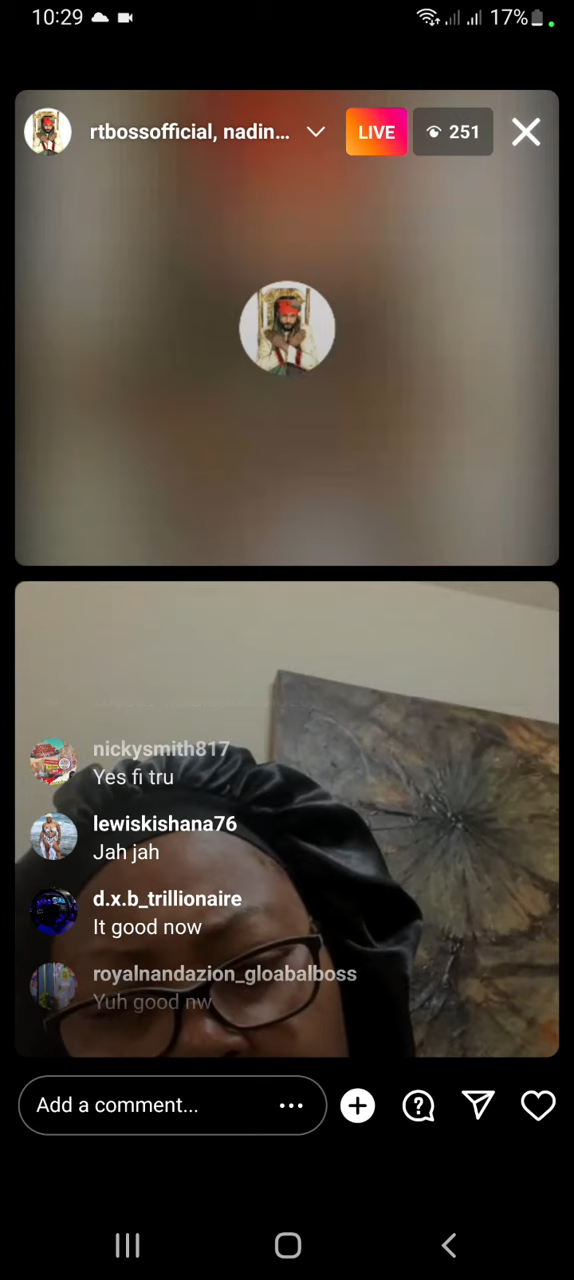 10:29
17%
rtbossofficial, nadin...
LIVE
251
nickysmith817
Yes fi tru
lewiskishana76
Jah jah
d.x.b_trillionaire
It good now
royalnandazion_gloabalboss
Yuh good nw
Add a comment...